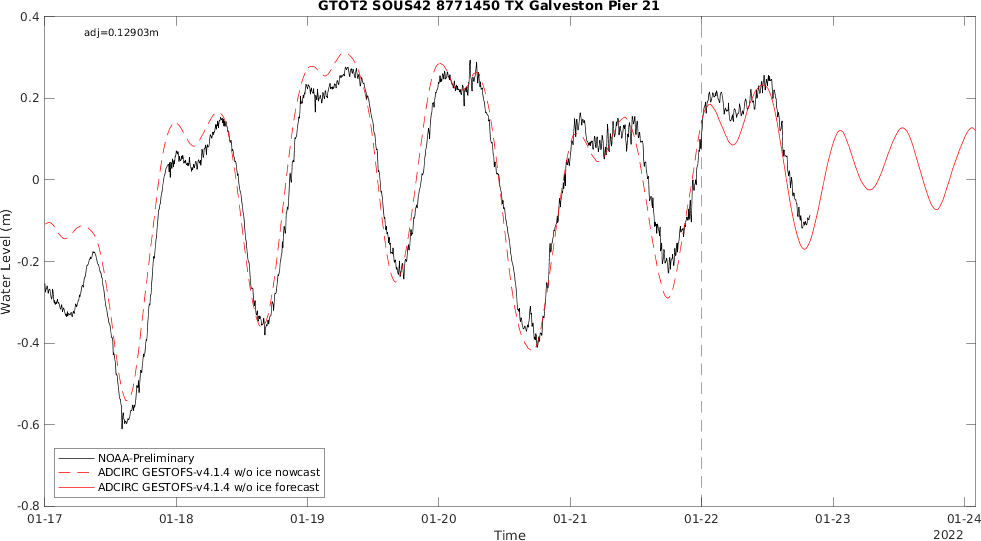 GTOT2 SOUS42 8771450 TX Galveston Pier 21
adj=0.12903m
0.4
0.2
0
-0.2
-0.4
-0.6
-0.8
Water Level (m)
NOAA-Preliminary
ADCIRC GESTOFS-v4.1.4 w/o ice nowcast
ADCIRC GESTOFS-v4.1.4 w/o ice forecast
01-17 01-18 01-19 01-20 01-21 01-22 01-23 01-24
Time
2022